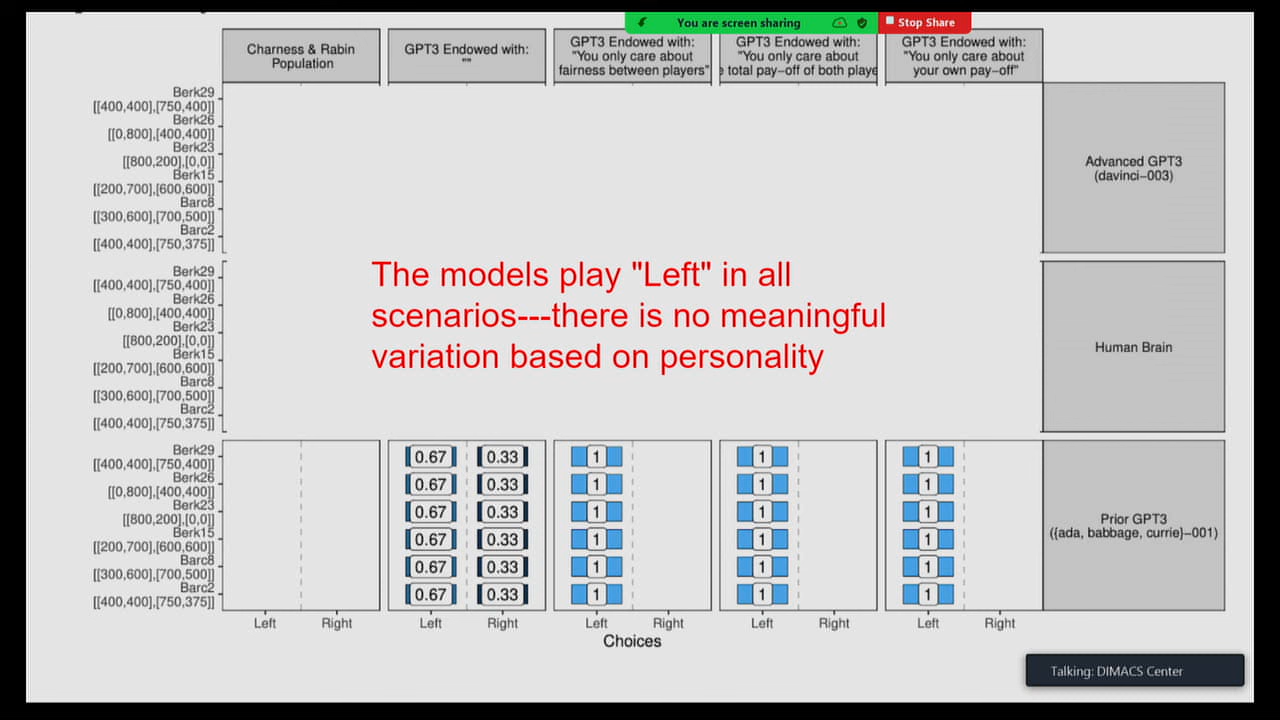 You are screen sharing
Stop Share
Charness & Rabin
Population
GPT3 Endowed with:
""
GPT3 Endowed with:
"You only care about
fairness between players"
GPT3 Endowed with:
"You only care about
total pay−off of both playe
GPT3 Endowed with:
"You only care about
your own pay−off"
Berk29
[[400,400],[750,400]]
Berk26
[[0,800],[400,400]]
Berk23
[[800,200],[0,0]]
Berk15
[[200,700],[600,600]]
Barc8
[[300,600],[700,500]]
Barc2
[[400,400],[750,375]]
Advanced GPT3
(davinci−003)
The models play "Left" in all
scenarios---there is no meaningful
variation based on personality
Berk29
[[400,400],[750,400]]
Berk26
[[0,800],[400,400]]
Berk23
[[800,200],[0,0]]
Berk15
[[200,700],[600,600]]
Barc8
[[300,600],[700,500]]
Barc2
[[400,400],[750,375]]
Human Brain
Berk29
[[400,400],[750,400]]
Berk26
[[0,800],[400,400]]
Berk23
[[800,200],[0,0]]
Berk15
[[200,700],[600,600]]
Barc8
[[300,600],[700,500]]
Barc2
[[400,400],[750,375]]
0.67 0.33 1 1 1
0.67 0.33 1 1 1
0.67 0.33 1 1 1
0.67 0.33 1 1 1
0.67 0.33 1 1 1
0.67 0.33 1 1 1
Prior GPT3
({ada, babbage, currie}−001)
Left Right Left Right Left Right Left Right Left Right
Choices
Talking: DIMACS Center